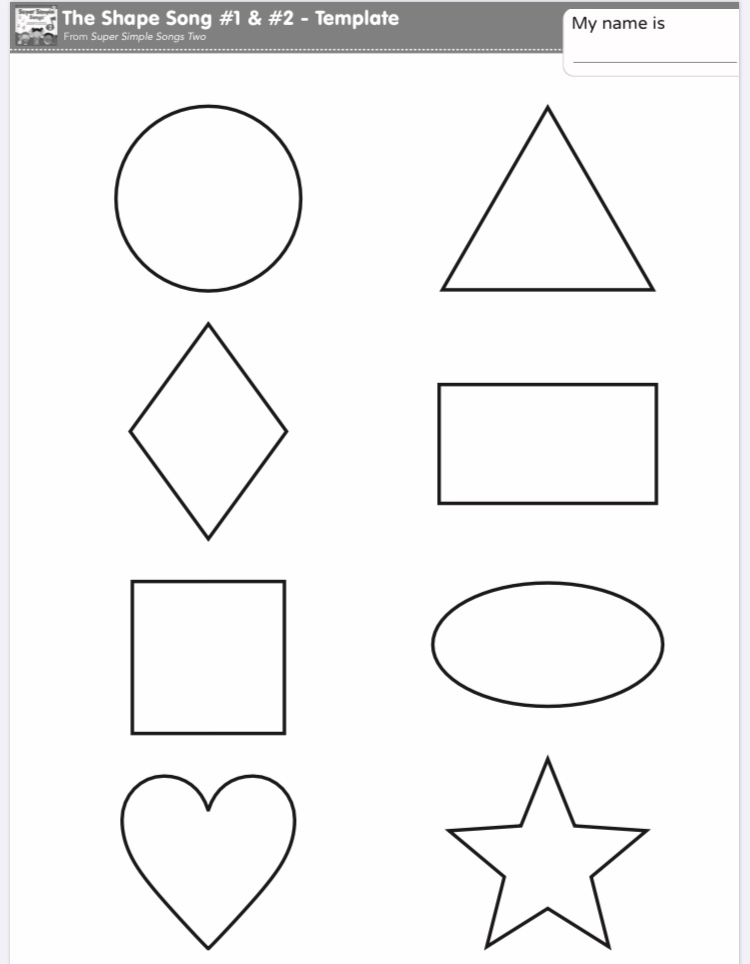 The Shape Song #1 & #2 - Template
From Super Simple Songs Two
My name is